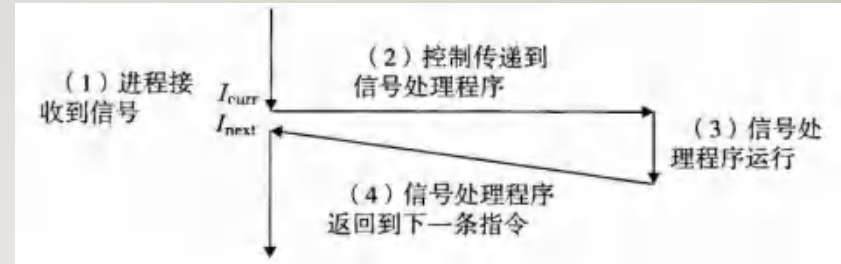 (1)进程接
收到信号
I_curr
I_next
(2)控制传递到
信号处理程序
(3)信号处
理程序运行
(4)信号处理程序
返回到下一条指令